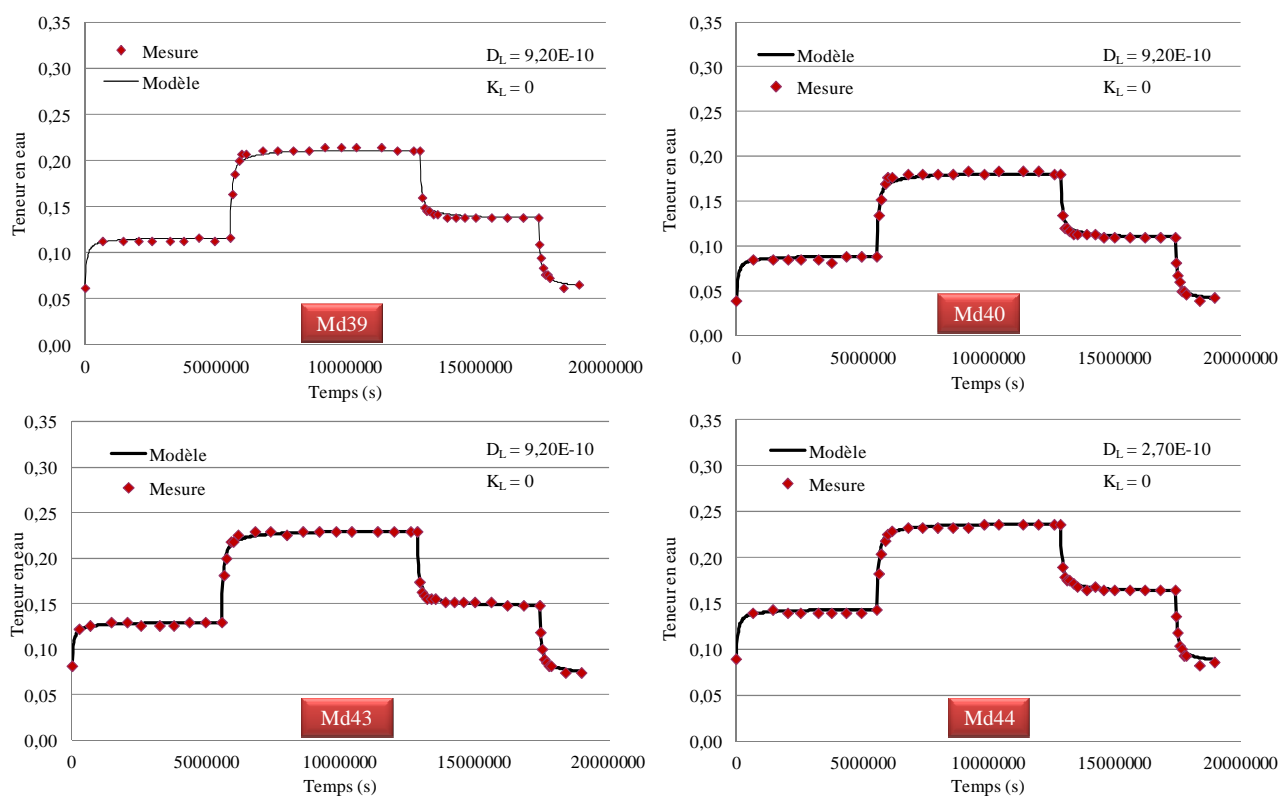 0,35
0,30
0,25
0,20
0,15
0,10
0,05
0,00
Teneur en eau
Mesure
Modèle
D_L = 9,20E-10
K_L = 0
Md39
0 5000000 10000000 15000000 20000000
Temps (s)
0,35
0,30
0,25
0,20
0,15
0,10
0,05
0,00
Teneur en eau
Modèle
Mesure
D_L = 9,20E-10
K_L = 0
Md40
0 5000000 10000000 15000000 20000000
Temps (s)
0,35
0,30
0,25
0,20
0,15
0,10
0,05
0,00
Teneur en eau
Modèle
Mesure
D_L = 9,20E-10
K_L = 0
Md43
0 5000000 10000000 15000000 20000000
Temps (s)
0,35
0,30
0,25
0,20
0,15
0,10
0,05
0,00
Teneur en eau
Modèle
Mesure
D_L = 2,70E-10
K_L = 0
Md44
0 5000000 10000000 15000000 20000000
Temps (s)